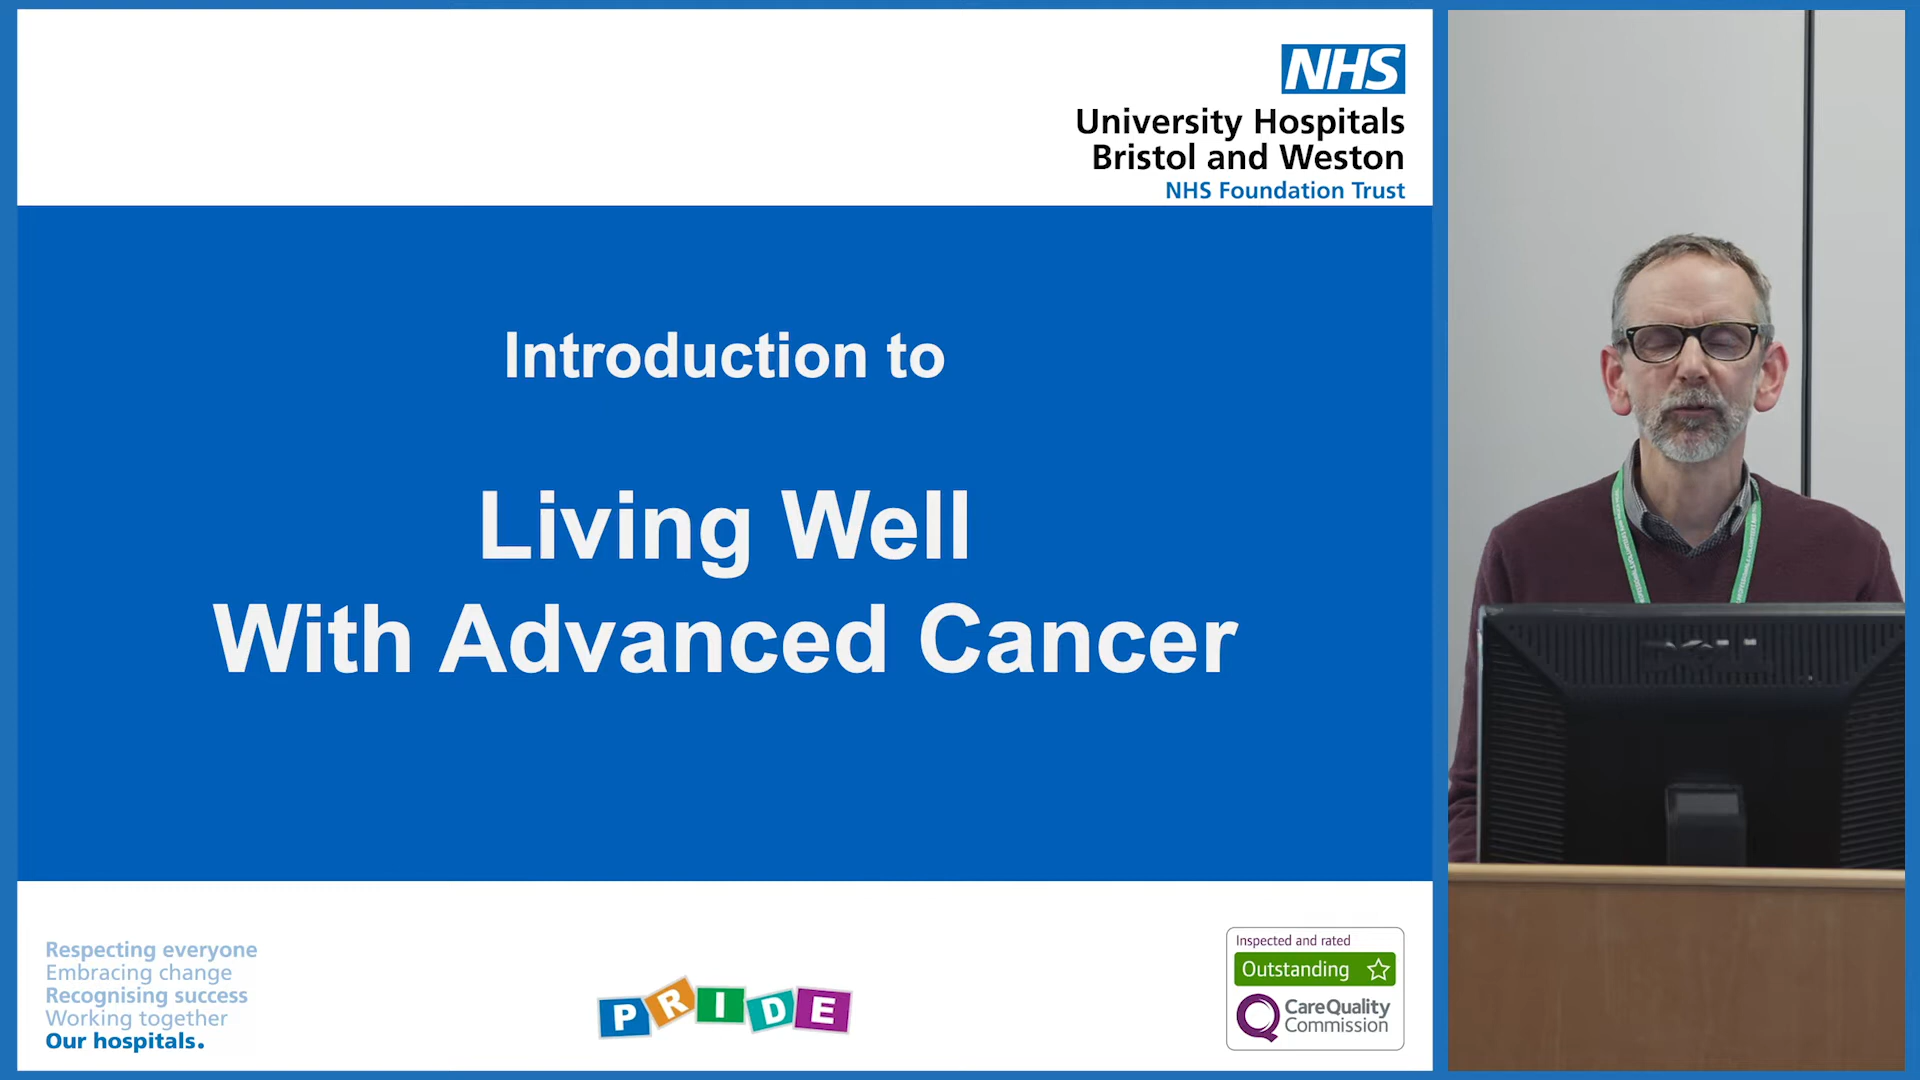 NHS
University Hospitals
Bristol and Weston
NHS Foundation Trust
Introduction to
Living Well
With Advanced Cancer
Respecting everyone
Embracing change
Recognising success
Working together
Our hospitals.
PRIDE
Inspected and rated
Outstanding
CareQuality
Commission